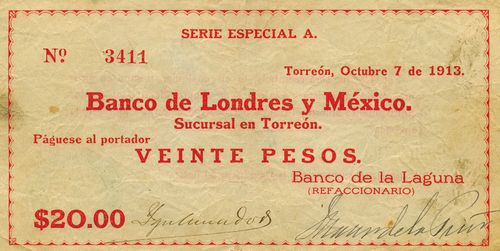 SERIE ESPECIAL A.
Nº 3411
Torreón, Octubre 7 de 1913.
Banco de Londres y México.
Sucursal en Torreón.
Páguese al portador
VEINTE PESOS.
Banco de la Laguna
(REFACCIONARIO)
$20.00